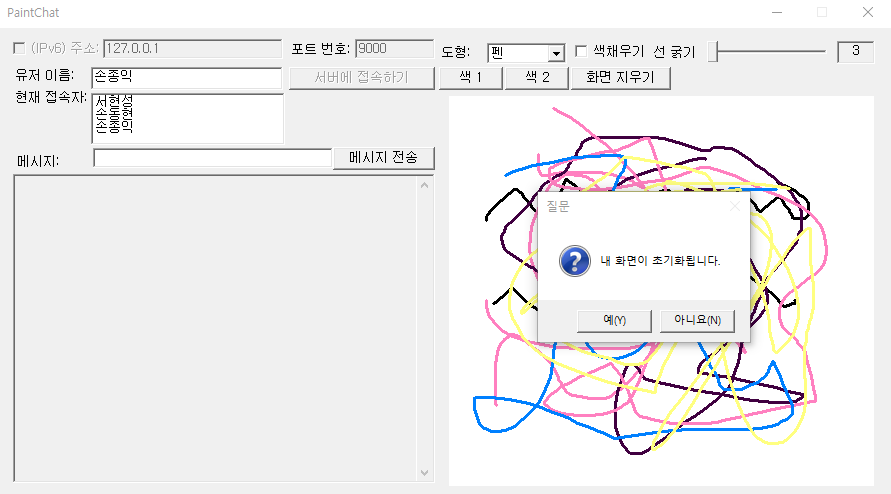 PaintChat
(IPv6) 주소: 127.0.0.1 포트 번호: 9000 도형: 펜 색채우기 선 굵기 3
유저 이름: 손종익 서버에 접속하기 색 1 색 2 화면 지우기
현재 접속자: 서현성
손동현
손종익
메시지: 메시지 전송
질문
내 화면이 초기화됩니다.
예(Y) 아니요(N)